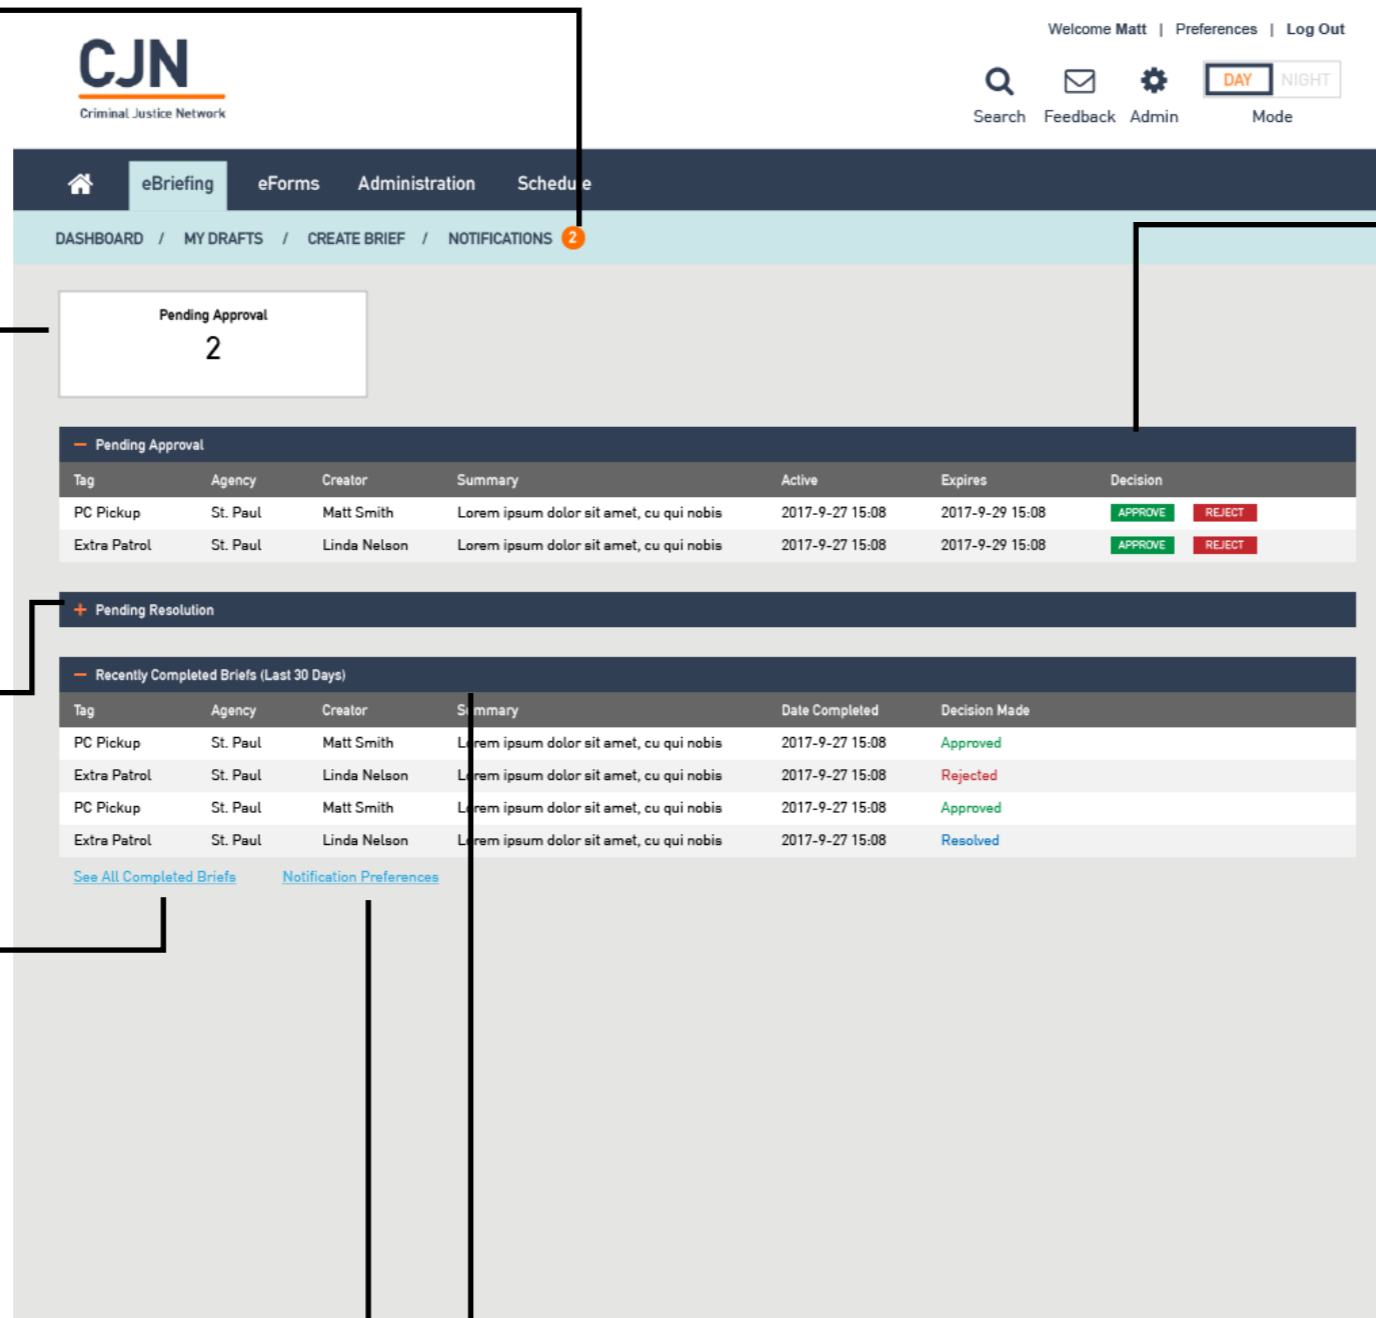 Welcome Matt | Preferences | Log Out
CJN
Criminal Justice Network
Search Feedback Admin
DAY NIGHT
Mode
eBriefing eForms Administration Schedule
DASHBOARD / MY DRAFTS / CREATE BRIEF / NOTIFICATIONS 2
Pending Approval
2
− Pending Approval
Tag Agency Creator Summary Active Expires Decision
PC Pickup St. Paul Matt Smith Lorem ipsum dolor sit amet, cu qui nobis 2017-9-27 15:08 2017-9-29 15:08 APPROVE REJECT
Extra Patrol St. Paul Linda Nelson Lorem ipsum dolor sit amet, cu qui nobis 2017-9-27 15:08 2017-9-29 15:08 APPROVE REJECT
+ Pending Resolution
− Recently Completed Briefs (Last 30 Days)
Tag Agency Creator Summary Date Completed Decision Made
PC Pickup St. Paul Matt Smith Lorem ipsum dolor sit amet, cu qui nobis 2017-9-27 15:08 Approved
Extra Patrol St. Paul Linda Nelson Lorem ipsum dolor sit amet, cu qui nobis 2017-9-27 15:08 Rejected
PC Pickup St. Paul Matt Smith Lorem ipsum dolor sit amet, cu qui nobis 2017-9-27 15:08 Approved
Extra Patrol St. Paul Linda Nelson Lorem ipsum dolor sit amet, cu qui nobis 2017-9-27 15:08 Resolved
See All Completed Briefs Notification Preferences